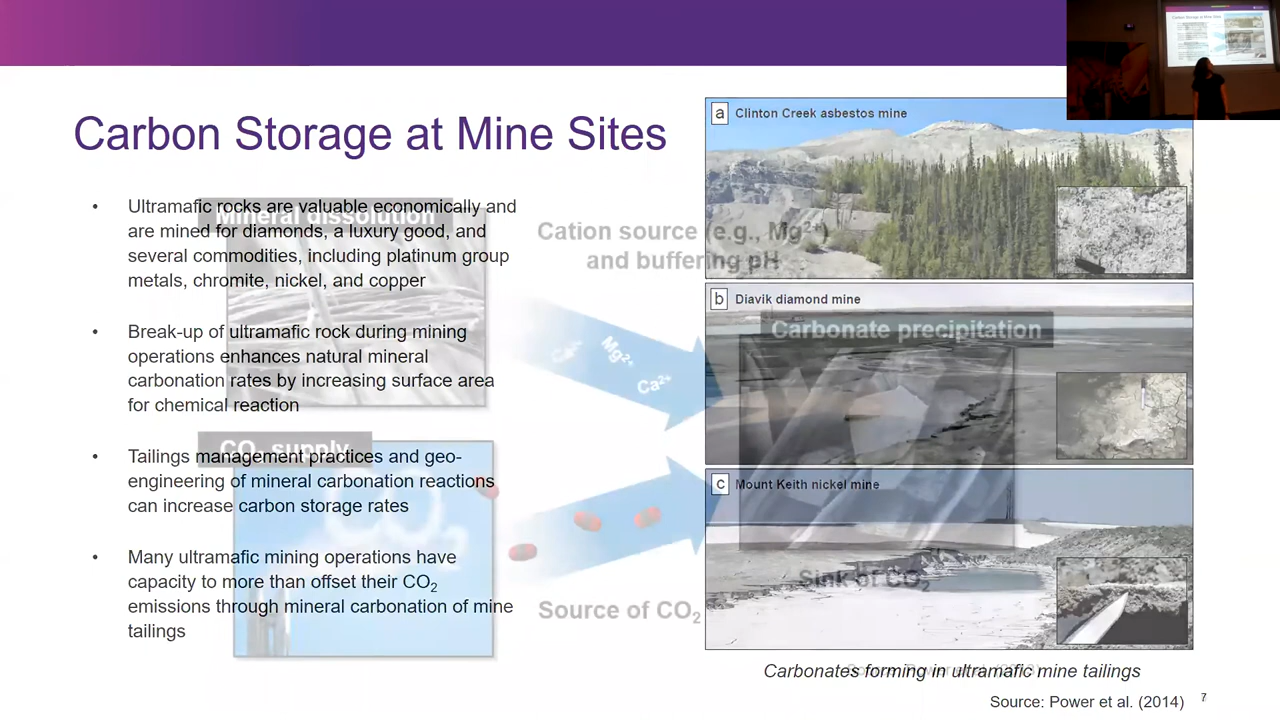 Carbon Storage at Mine Sites
• Ultramafic rocks are valuable economically and
are mined for diamonds, a luxury good, and
several commodities, including platinum group
metals, chromite, nickel, and copper
• Break-up of ultramafic rock during mining
operations enhances natural mineral
carbonation rates by increasing surface area
for chemical reaction
• Tailings management practices and geo-
engineering of mineral carbonation reactions
can increase carbon storage rates
• Many ultramafic mining operations have
capacity to more than offset their CO₂
emissions through mineral carbonation of mine
tailings
Mineral dissolution
CO₂ supply
CO₂
Cation source (e.g., Mg²⁺)
and buffering pH
Ca²⁺
Mg²⁺
Ca²⁺
Source of CO₂
Carbonate precipitation
Sink of CO₂
a Clinton Creek asbestos mine
b Diavik diamond mine
c Mount Keith nickel mine
Carbonates forming in ultramafic mine tailings
Source: Power et al. (2014)
7